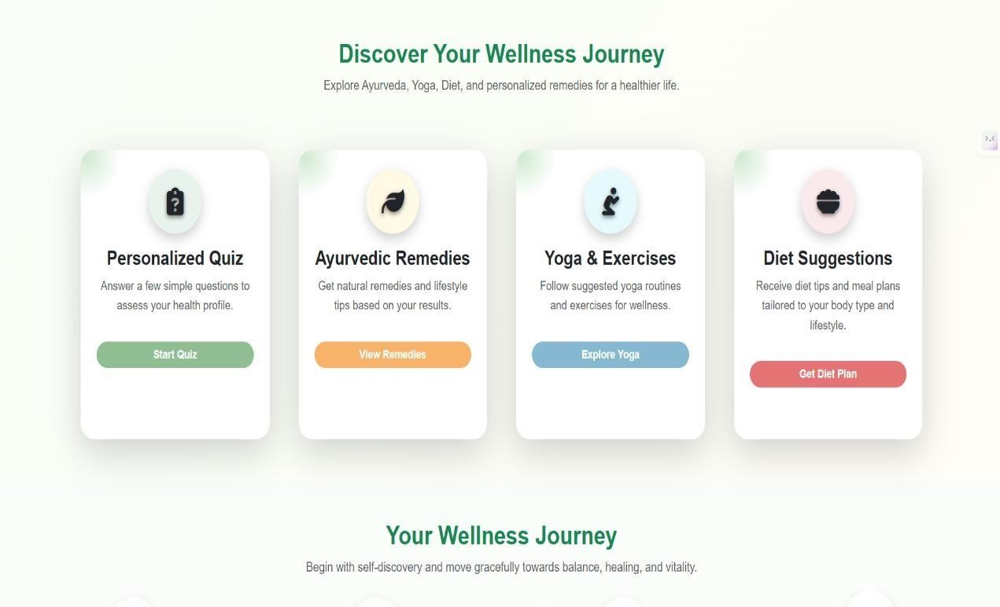 Discover Your Wellness Journey
Explore Ayurveda, Yoga, Diet, and personalized remedies for a healthier life.
?
Personalized Quiz
Answer a few simple questions to
assess your health profile.
Start Quiz
Ayurvedic Remedies
Get natural remedies and lifestyle
tips based on your results.
View Remedies
Yoga & Exercises
Follow suggested yoga routines
and exercises for wellness.
Explore Yoga
Diet Suggestions
Receive diet tips and meal plans
tailored to your body type and
lifestyle.
Get Diet Plan
Your Wellness Journey
Begin with self-discovery and move gracefully towards balance, healing, and vitality.